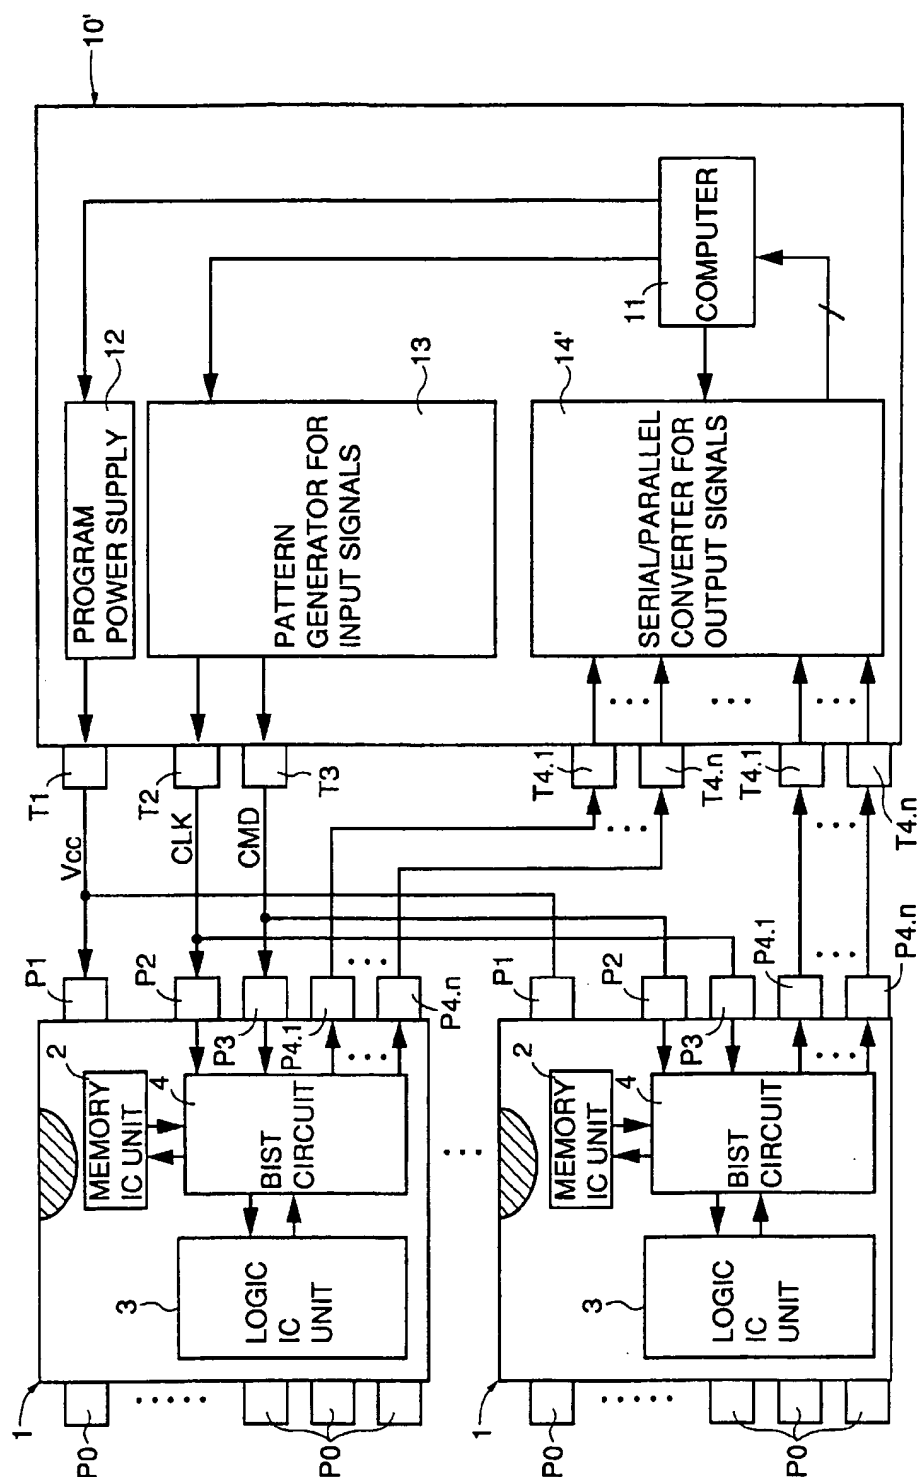 10'
PROGRAM
POWER SUPPLY
12
PATTERN
GENERATOR FOR
INPUT SIGNALS
13
SERIAL/PARALLEL
CONVERTER FOR
OUTPUT SIGNALS
14'
COMPUTER
11
T1
T2
T3
T4.1
T4.n
T4.1
T4.n
Vcc
CLK
CMD
P1
P2
P3
P4.1
P4.n
P1
P2
P3
P4.1
P4.n
1
2
MEMORY
IC UNIT
4
BIST
CIRCUIT
3
LOGIC
IC
UNIT
P0
P0
1
2
MEMORY
IC UNIT
4
BIST
CIRCUIT
3
LOGIC
IC
UNIT
P0
P0